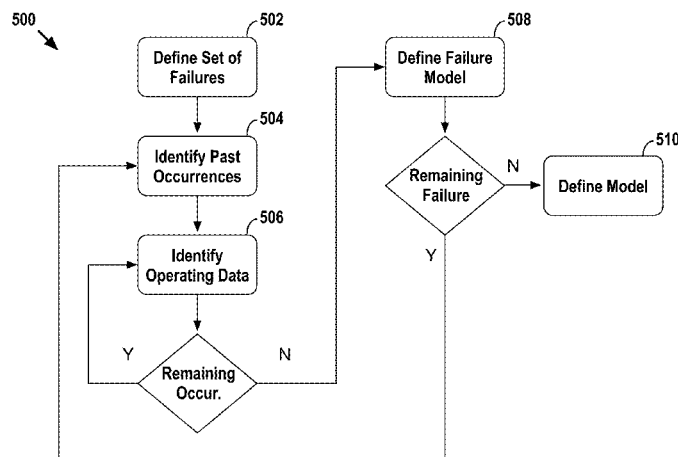 500
502
Define Set of
Failures
504
Identify Past
Occurrences
506
Identify
Operating Data
Y
N
Remaining
Occur.
508
Define Failure
Model
Remaining
Failure
N
Y
510
Define Model